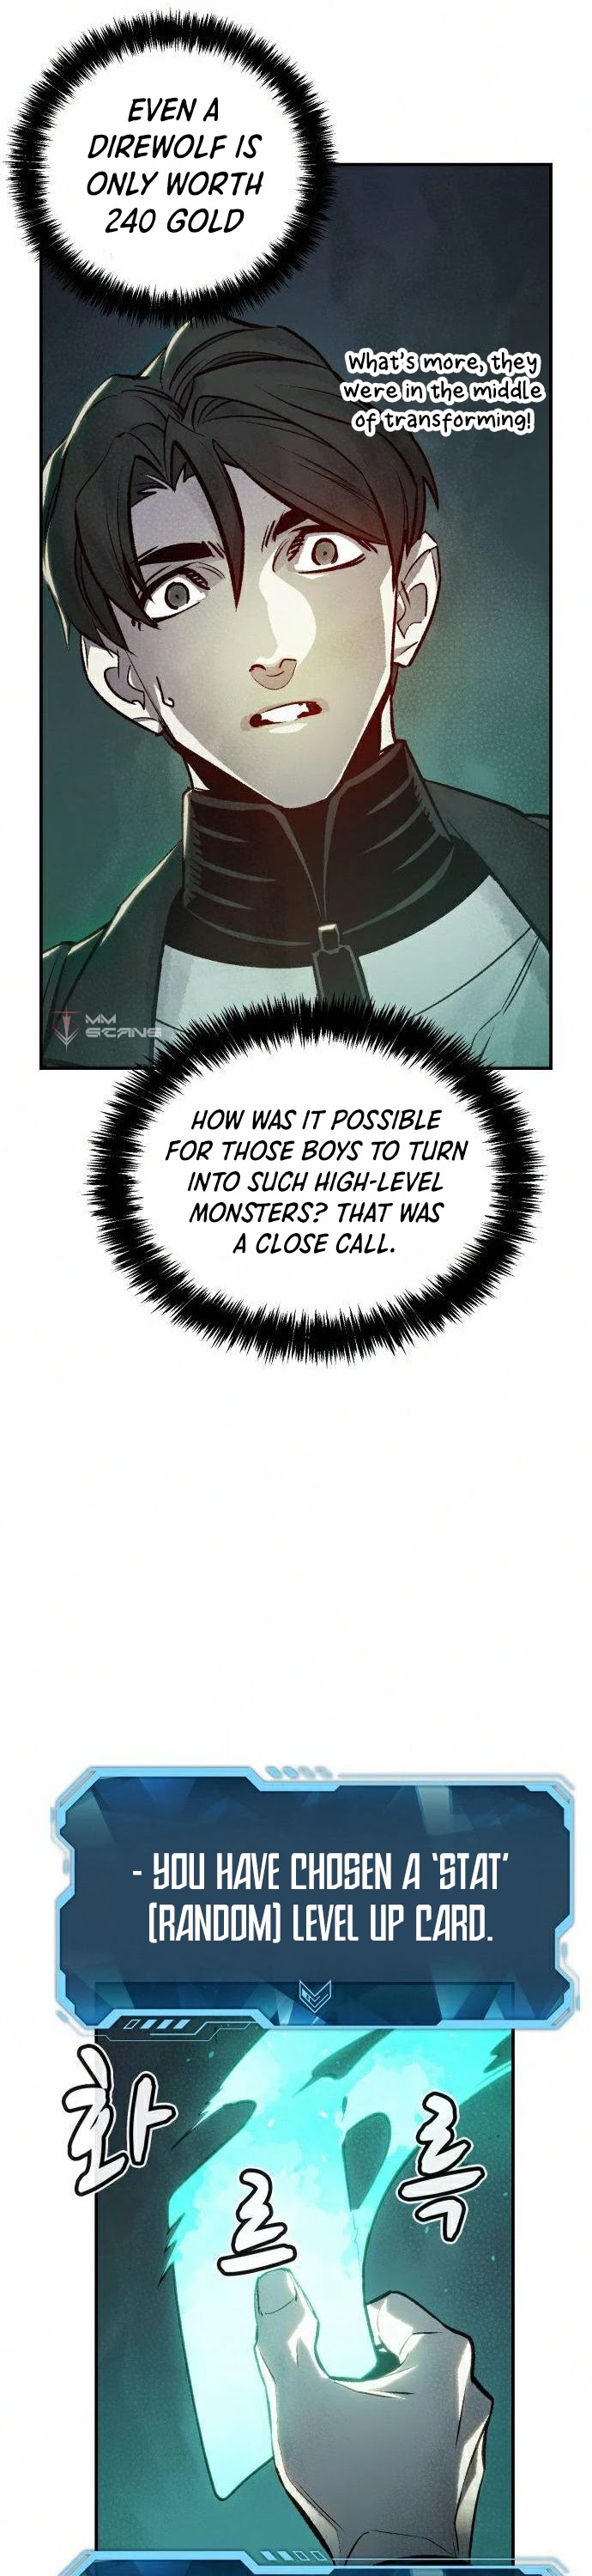 EVEN A
DIREWOLF IS
ONLY WORTH
240 GOLD
What's more, they
were in the middle
of transforming!
MM
SCANS
HOW WAS IT POSSIBLE
FOR THOSE BOYS TO TURN
INTO SUCH HIGH-LEVEL
MONSTERS? THAT WAS
A CLOSE CALL.
- YOU HAVE CHOSEN A 'STAT'
(RANDOM) LEVEL UP CARD.
화
르
륵